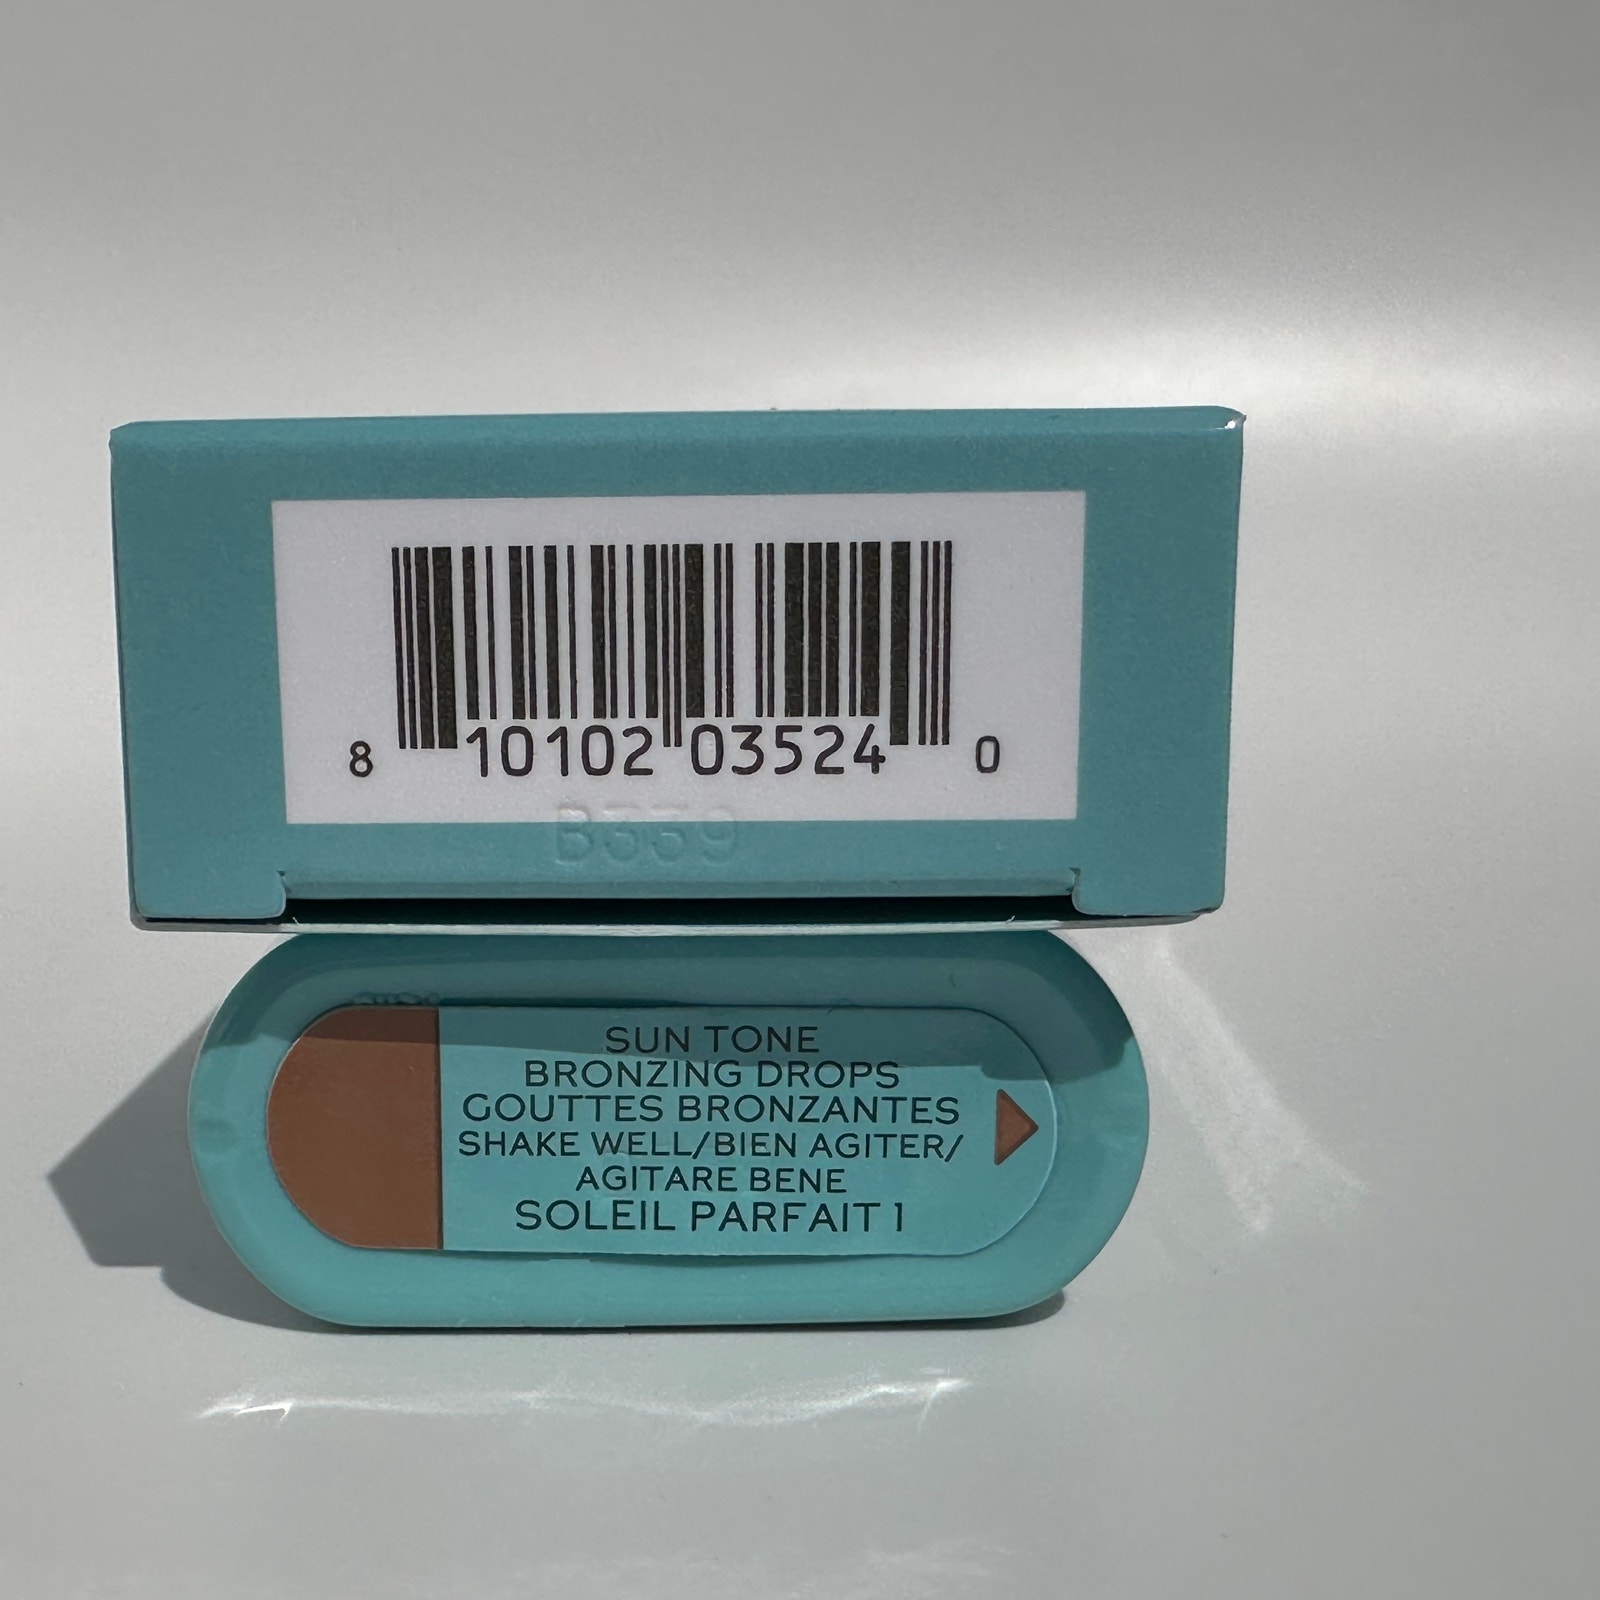 8 10102 03524 0
B339
SUN TONE
BRONZING DROPS
GOUTTES BRONZANTES
SHAKE WELL/BIEN AGITER/
AGITARE BENE
SOLEIL PARFAIT 1